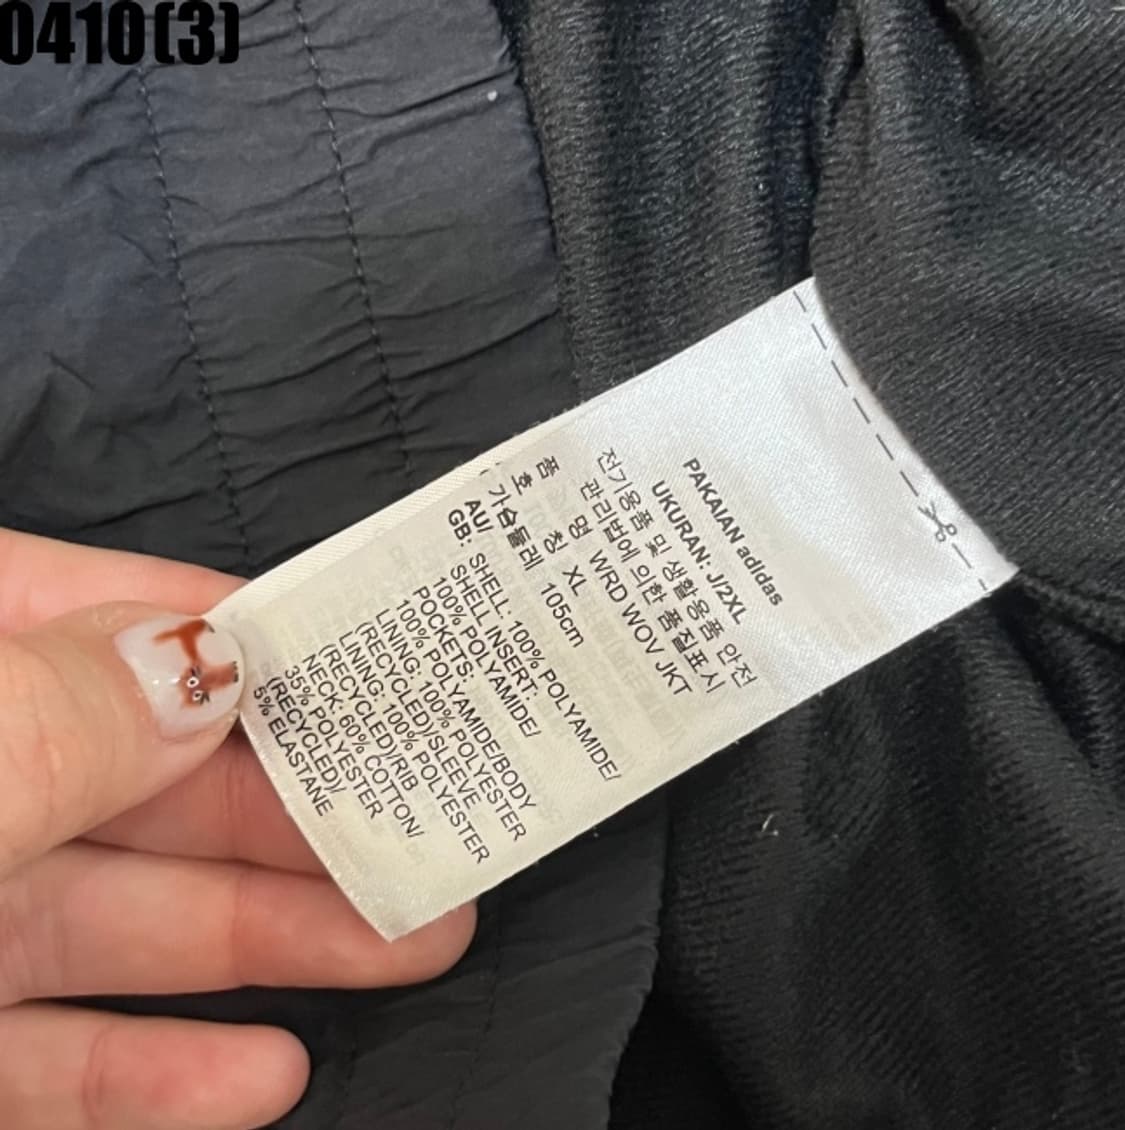 0410(3)
PAKAIAN adidas
UKURAN: J/2XL
전기용품 및 생활용품 안전
관리법에 의한 품질표시
품 명 WRD WOV JKT
호 칭 XL
가슴둘레 105cm
AU/
GB: SHELL: 100% POLYAMIDE/
SHELL INSERT:
100% POLYAMIDE/
POCKETS:
100% POLYAMIDE/BODY
LINING: 100% POLYESTER
(RECYCLED)/SLEEVE
LINING: 100% POLYESTER
(RECYCLED)/RIB
NECK: 60% COTTON/
35% POLYESTER
(RECYCLED)/
5% ELASTANE